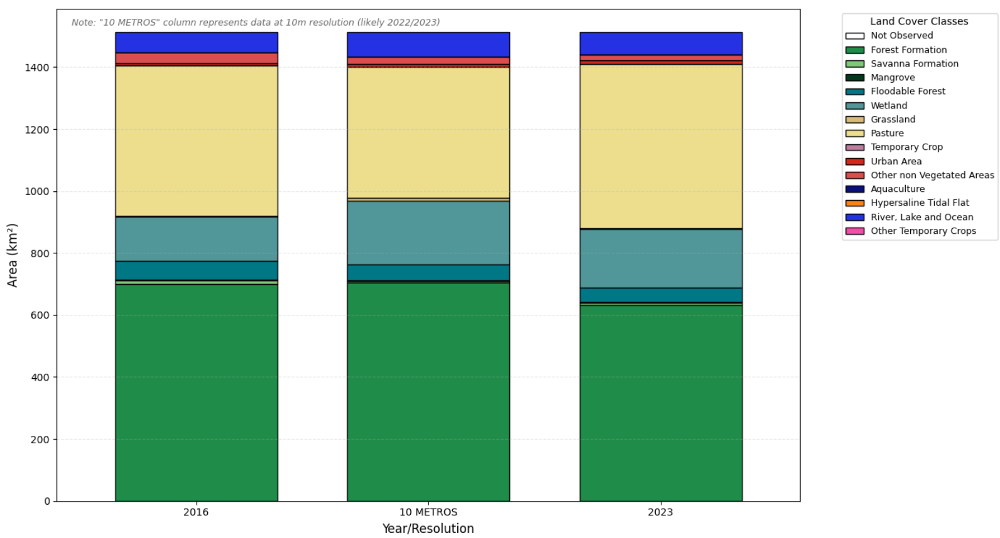 Note: "10 METROS" column represents data at 10m resolution (likely 2022/2023)
1400
1200
1000
800
600
400
200
0
Area (km²)
2016
10 METROS
2023
Year/Resolution
Land Cover Classes
Not Observed
Forest Formation
Savanna Formation
Mangrove
Floodable Forest
Wetland
Grassland
Pasture
Temporary Crop
Urban Area
Other non Vegetated Areas
Aquaculture
Hypersaline Tidal Flat
River, Lake and Ocean
Other Temporary Crops